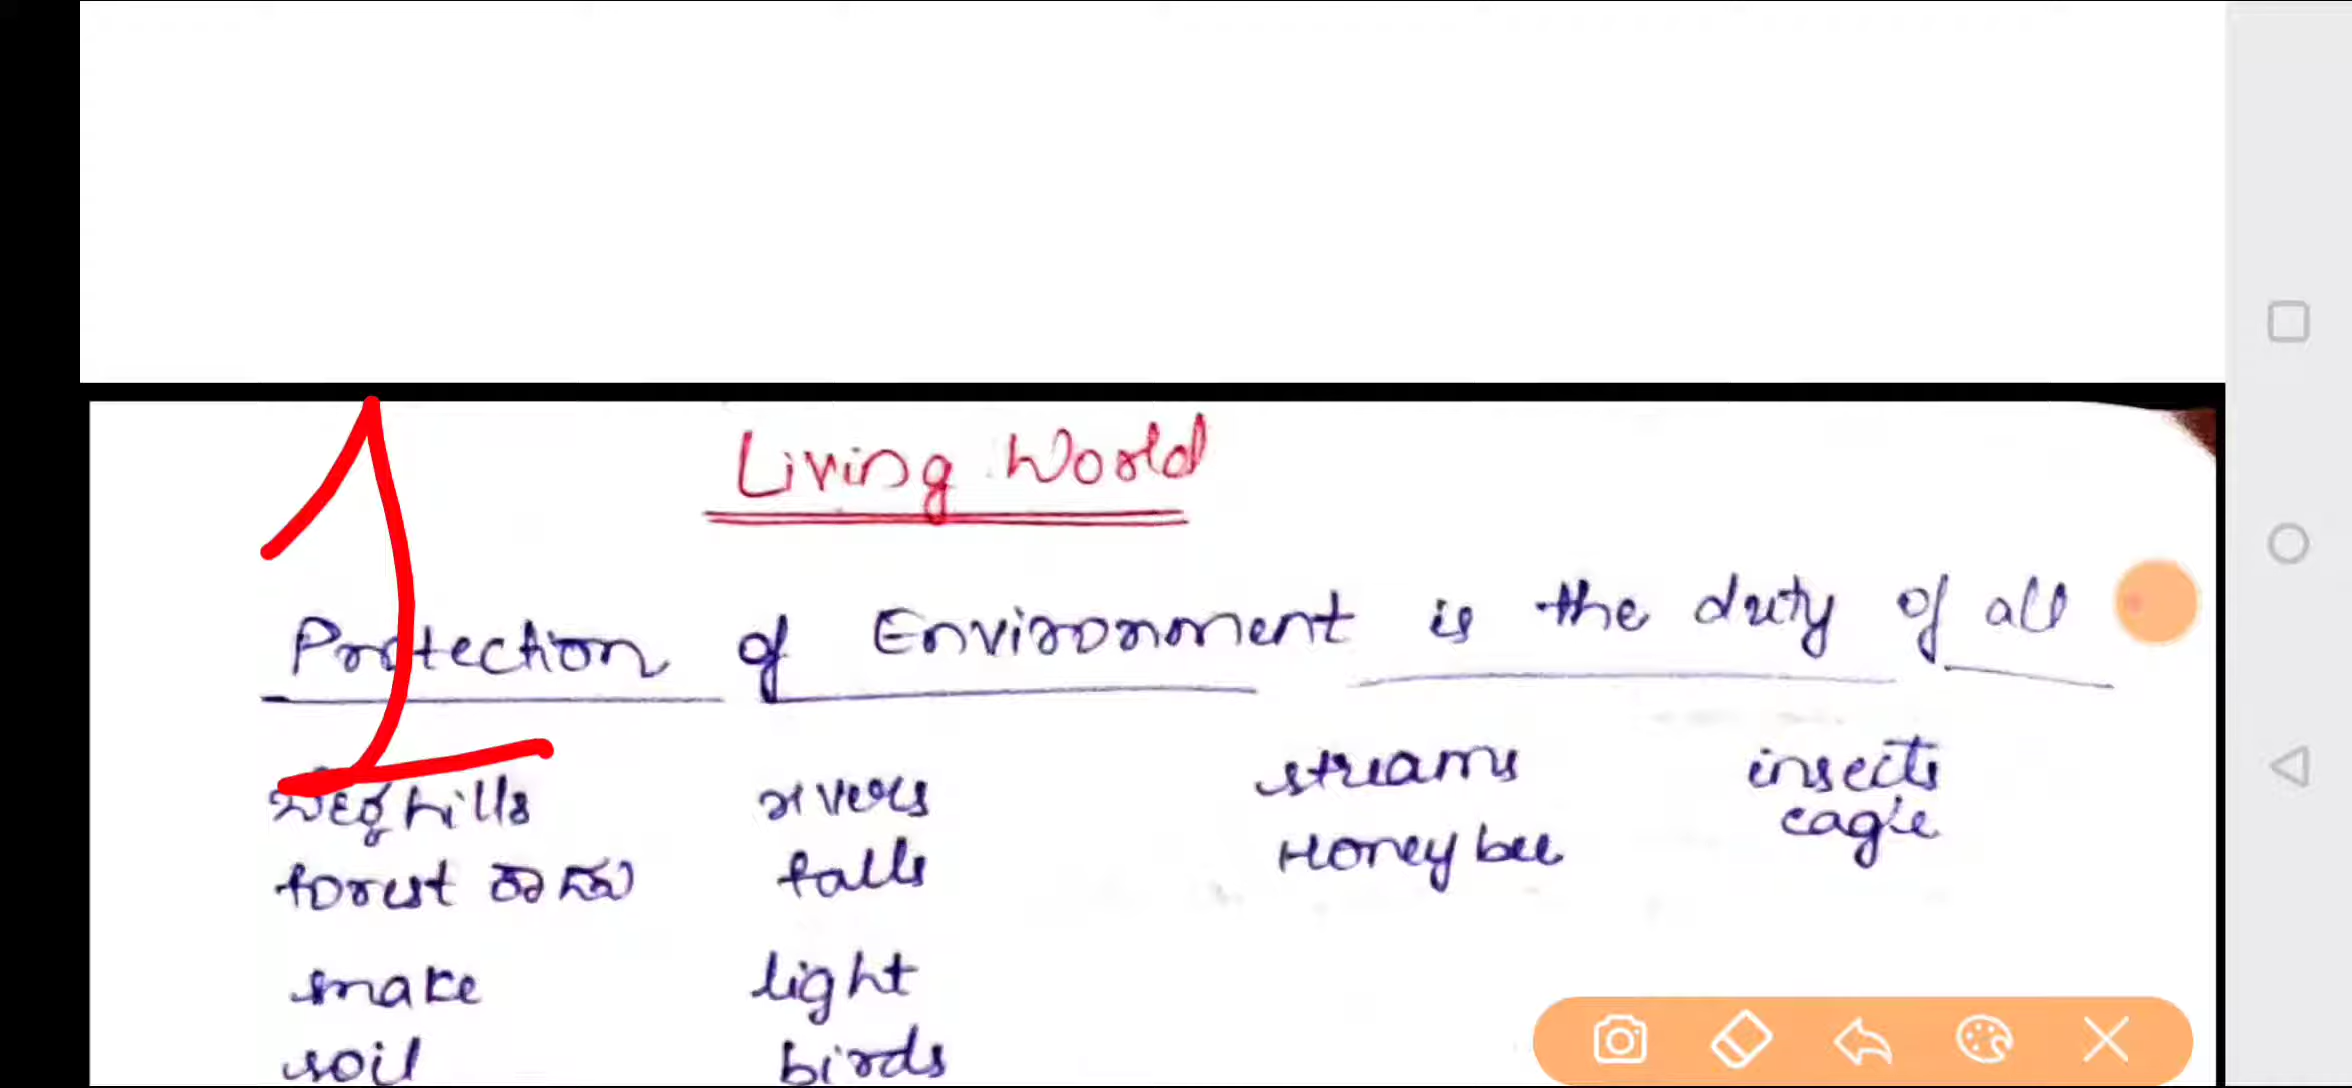 1
Living World
Protection of Environment is the duty of all
hills rivers streams insects
eagle
forest ಕಾಡು falls Honey bee
snake light
soil birds